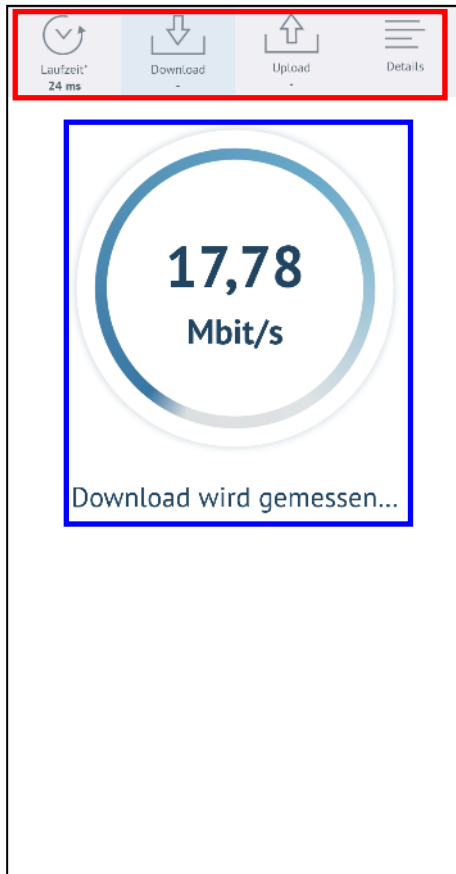 Laufzeit* Download Upload Details
24 ms - -
17,78
Mbit/s
Download wird gemessen...